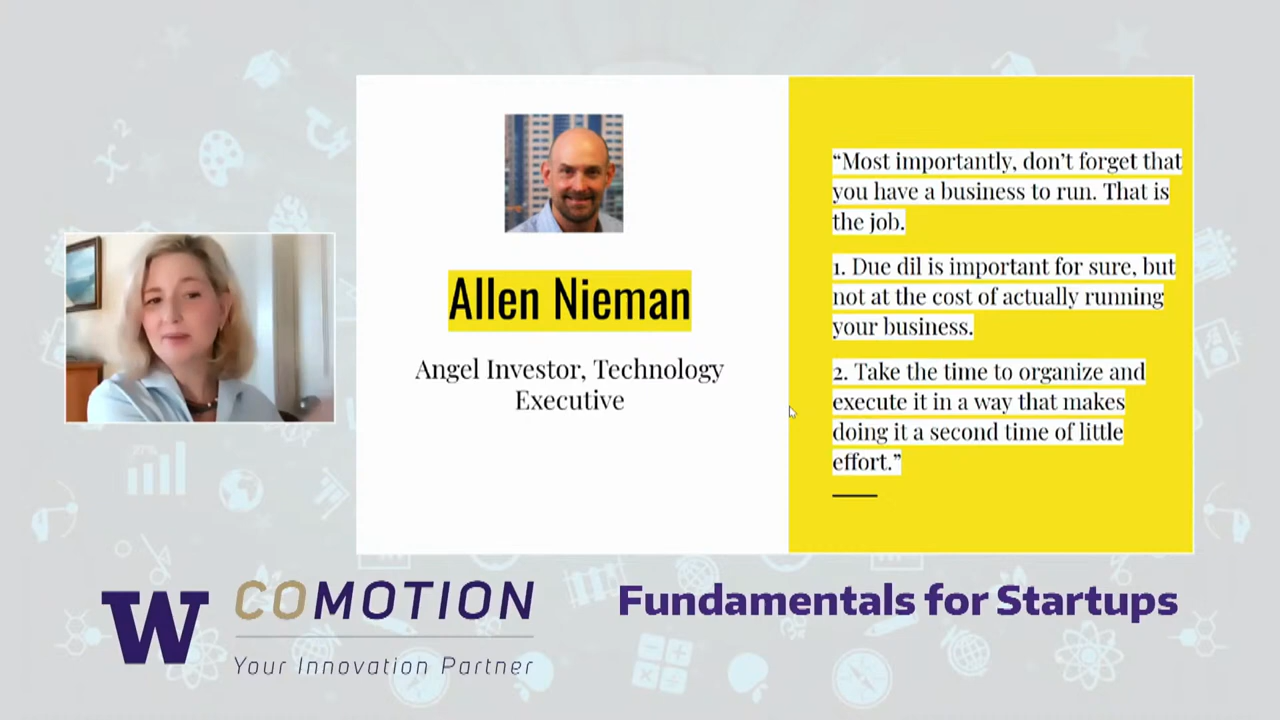 Allen Nieman
Angel Investor, Technology
Executive
“Most importantly, don’t forget that
you have a business to run. That is
the job.
1. Due dil is important for sure, but
not at the cost of actually running
your business.
2. Take the time to organize and
execute it in a way that makes
doing it a second time of little
effort.”
W
COMOTION
Your Innovation Partner
Fundamentals for Startups